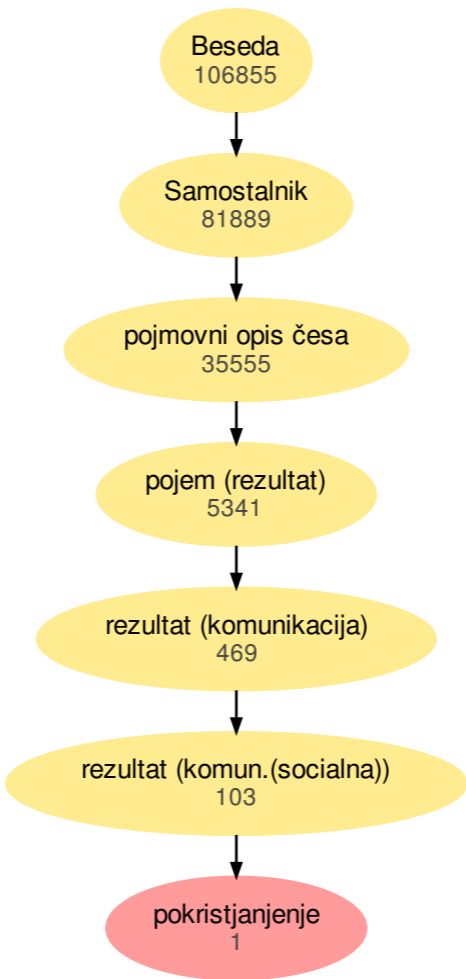 Beseda
106855
Samostalnik
81889
pojmovni opis česa
35555
pojem (rezultat)
5341
rezultat (komunikacija)
469
rezultat (komun.(socialna))
103
pokristjanjenje
1